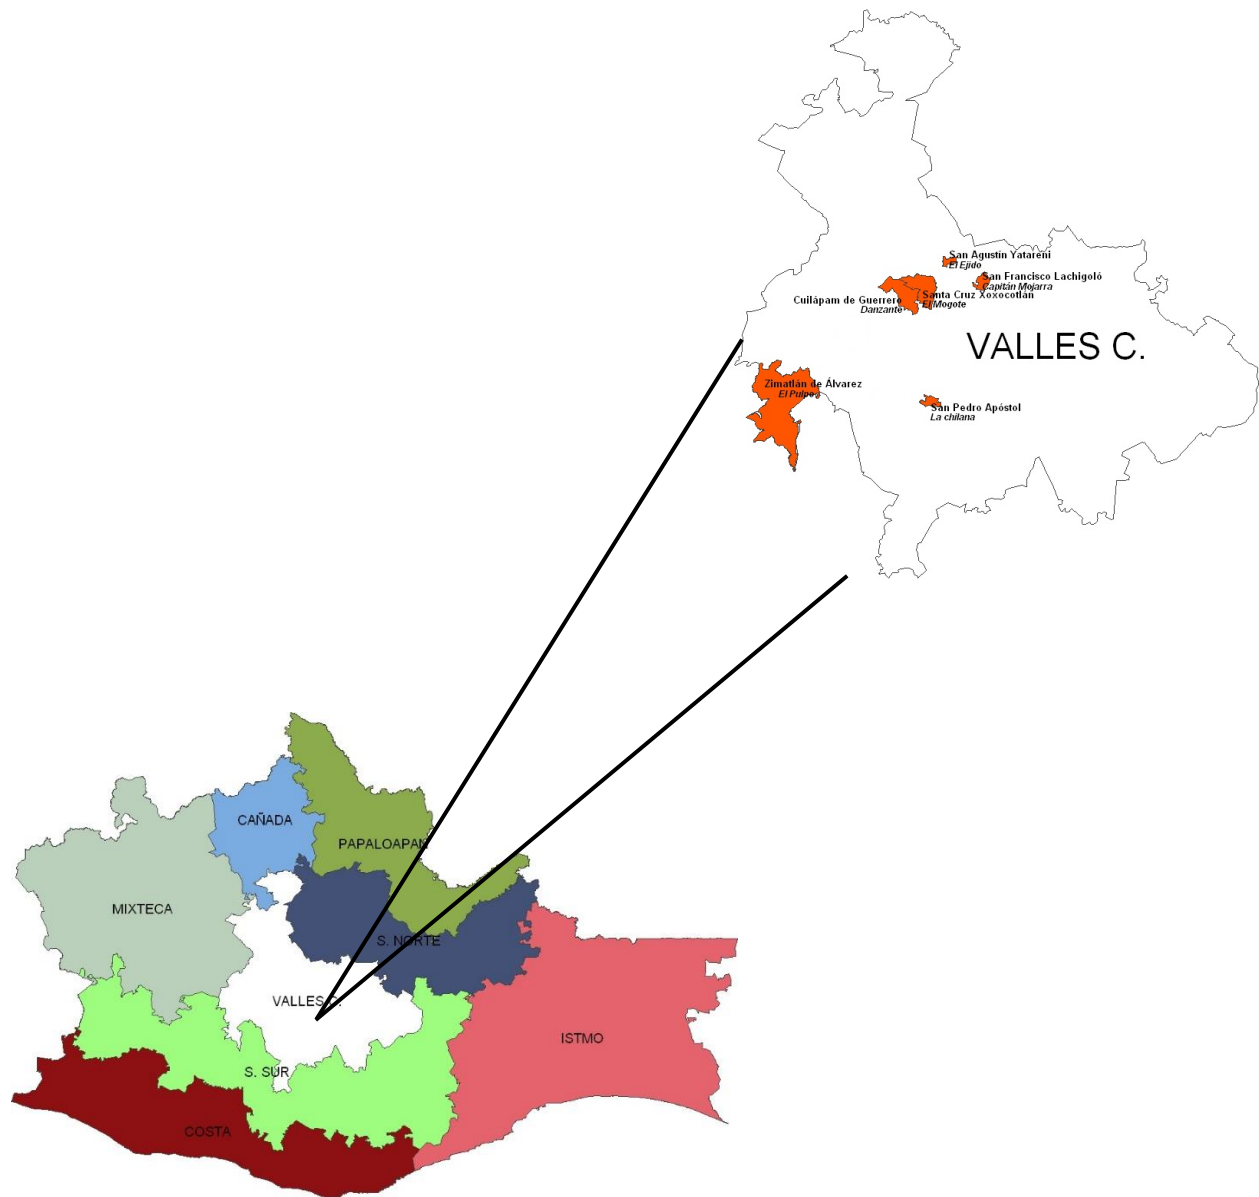 San Agustín Yatareni
El Ejido
San Francisco Lachigoló
Capitán Mojarra
Cuilápam de Guerrero
Danzante
Santa Cruz Xoxocotlán
El Mogote
VALLES C.
Zimatlán de Álvarez
El Pulpo
San Pedro Apóstol
La chilana
CAÑADA
PAPALOAPAN
MIXTECA
S. NORTE
VALLES C.
ISTMO
S. SUR
COSTA